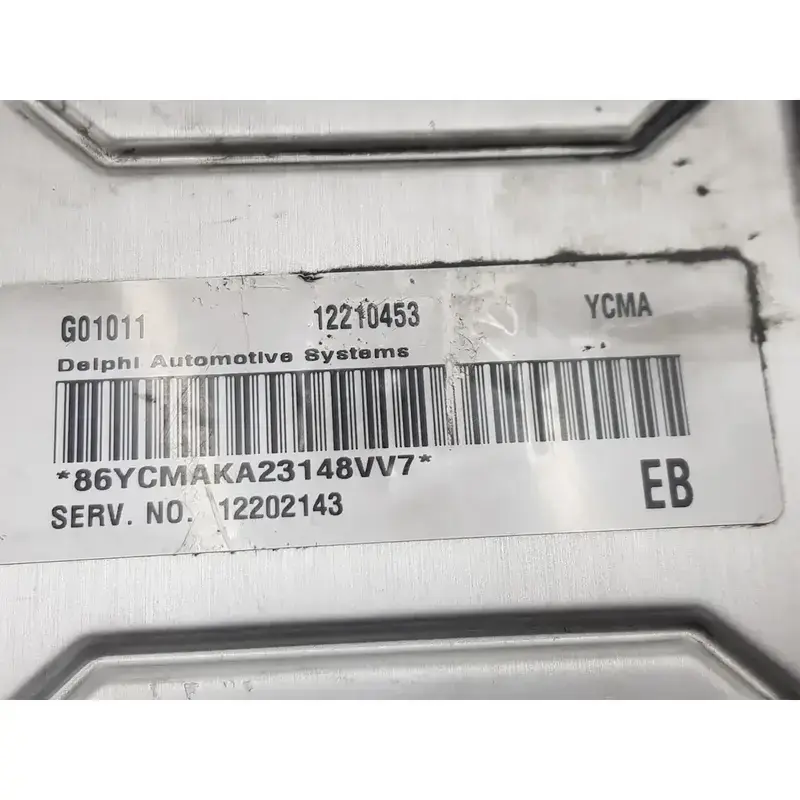 G01011 12210453 YCMA
Delphi Automotive Systems
*86YCMAKA23148VV7*
SERV. NO. 12202143 EB